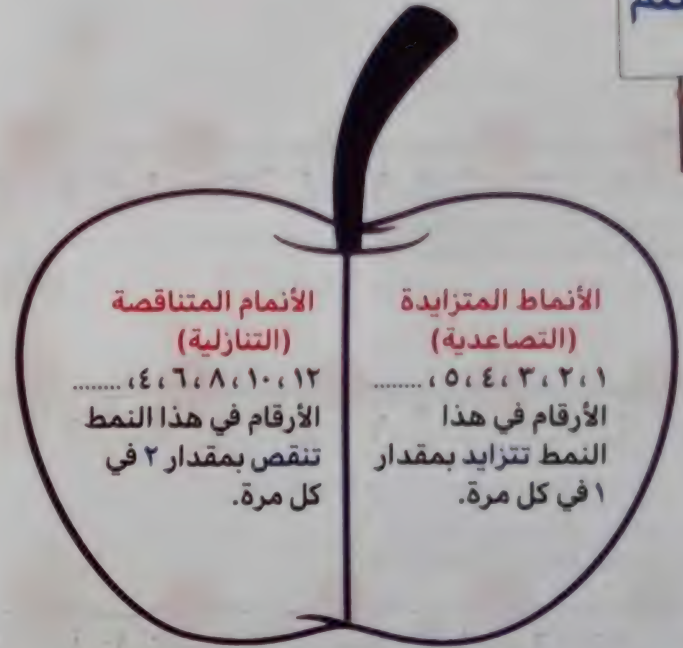 الأنماط المتزايدة
(التصاعدية)
١ ، ٢ ، ٣ ، ٤ ، ٥ ، ........
الأرقام في هذا
النمط تتزايد بمقدار
١ في كل مرة.
الأنمام المتناقصة
(التنازلية)
١٢ ، ١٠ ، ٨ ، ٦ ، ٤ ، ........
الأرقام في هذا النمط
تنقص بمقدار ٢ في
كل مرة.